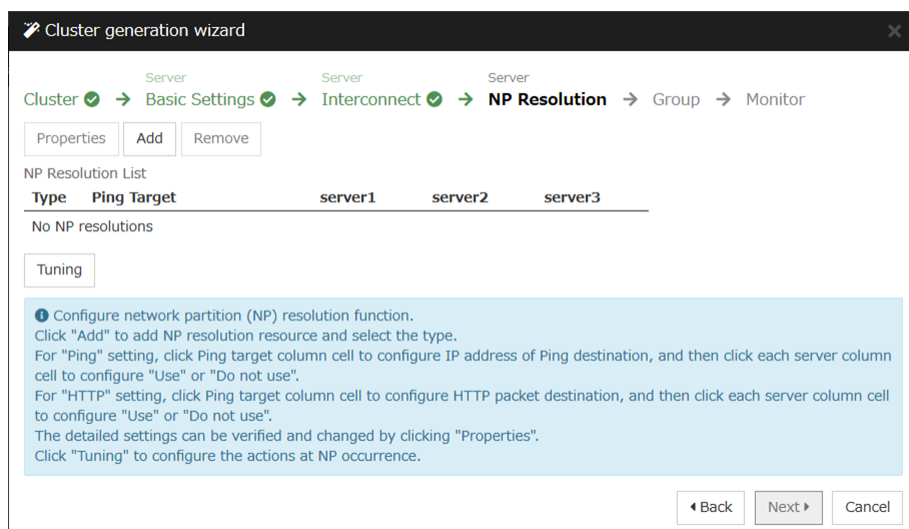 Cluster generation wizard
Server Server Server
Cluster → Basic Settings → Interconnect → NP Resolution → Group → Monitor
Properties Add Remove
NP Resolution List
Type Ping Target server1 server2 server3
No NP resolutions
Tuning
Configure network partition (NP) resolution function.
Click "Add" to add NP resolution resource and select the type.
For "Ping" setting, click Ping target column cell to configure IP address of Ping destination, and then click each server column
cell to configure "Use" or "Do not use".
For "HTTP" setting, click Ping target column cell to configure HTTP packet destination, and then click each server column cell
to configure "Use" or "Do not use".
The detailed settings can be verified and changed by clicking "Properties".
Click "Tuning" to configure the actions at NP occurrence.
Back Next Cancel